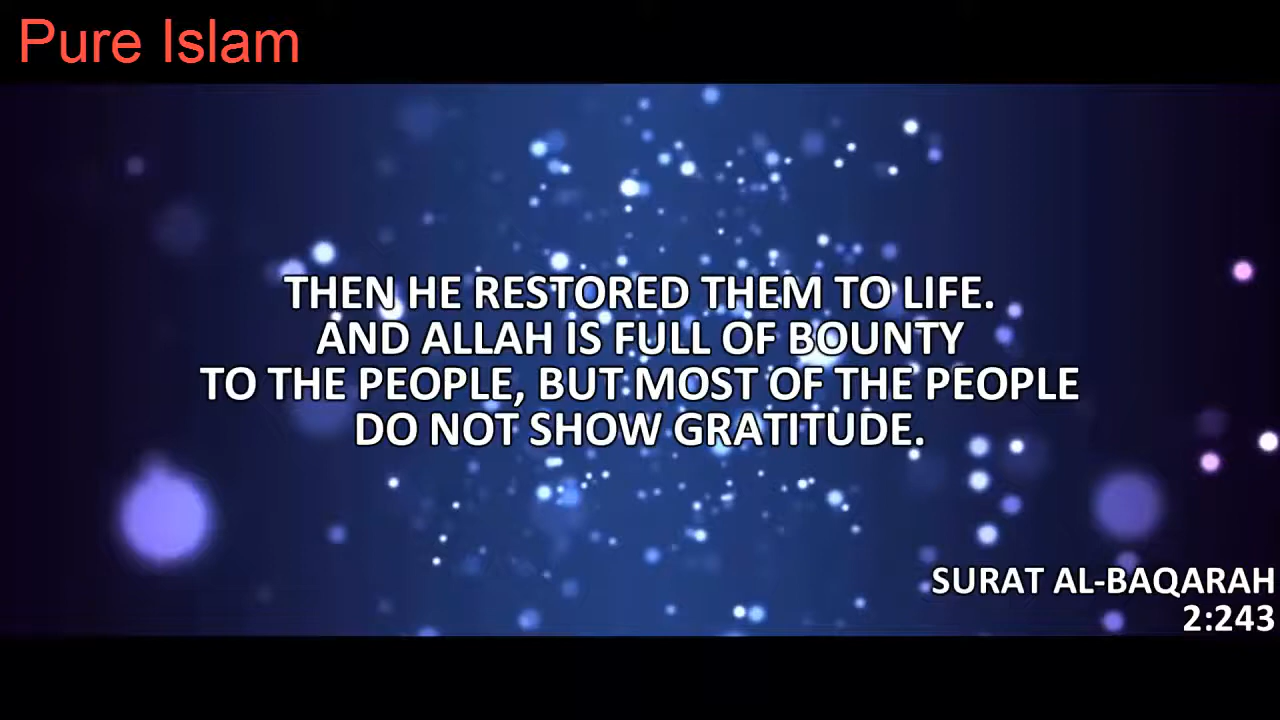 Pure Islam
THEN HE RESTORED THEM TO LIFE.
AND ALLAH IS FULL OF BOUNTY
TO THE PEOPLE, BUT MOST OF THE PEOPLE
DO NOT SHOW GRATITUDE.
SURAT AL-BAQARAH
2:243